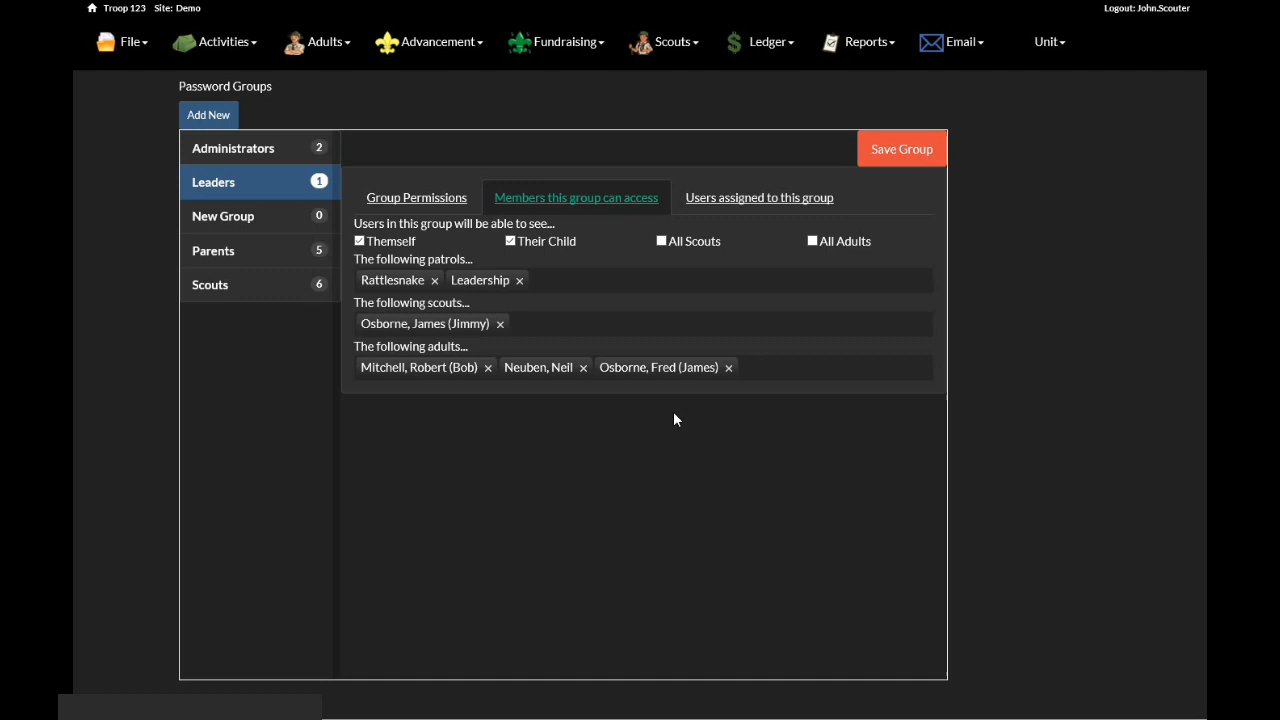 Troop 123 Site: Demo Logout: John.Scouter
File Activities Adults Advancement Fundraising Scouts Ledger Reports Email Unit
Password Groups
Add New
Administrators 2
Leaders 1
New Group 0
Parents 5
Scouts 6
Save Group
Group Permissions Members this group can access Users assigned to this group
Users in this group will be able to see...
Themself Their Child All Scouts All Adults
The following patrols...
Rattlesnake × Leadership ×
The following scouts...
Osborne, James (Jimmy) ×
The following adults...
Mitchell, Robert (Bob) × Neuben, Neil × Osborne, Fred (James) ×